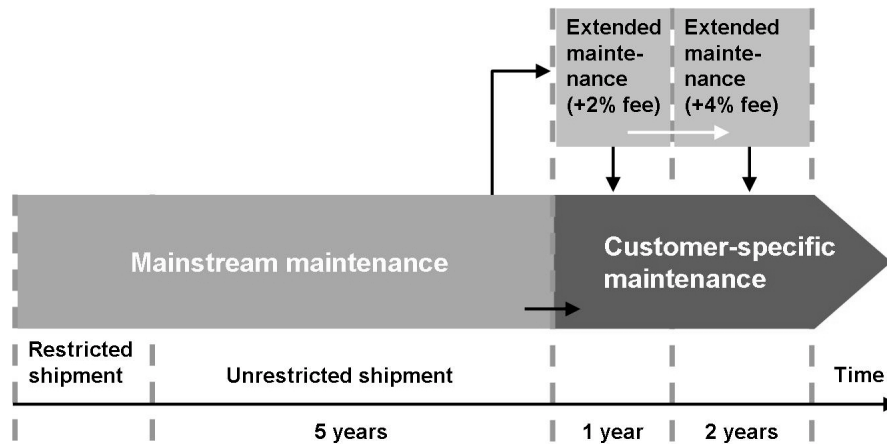 Extended
mainte-
nance
(+2% fee)
Extended
mainte-
nance
(+4% fee)
Mainstream maintenance
Customer-specific
maintenance
Restricted
shipment
Unrestricted shipment
Time
5 years
1 year
2 years